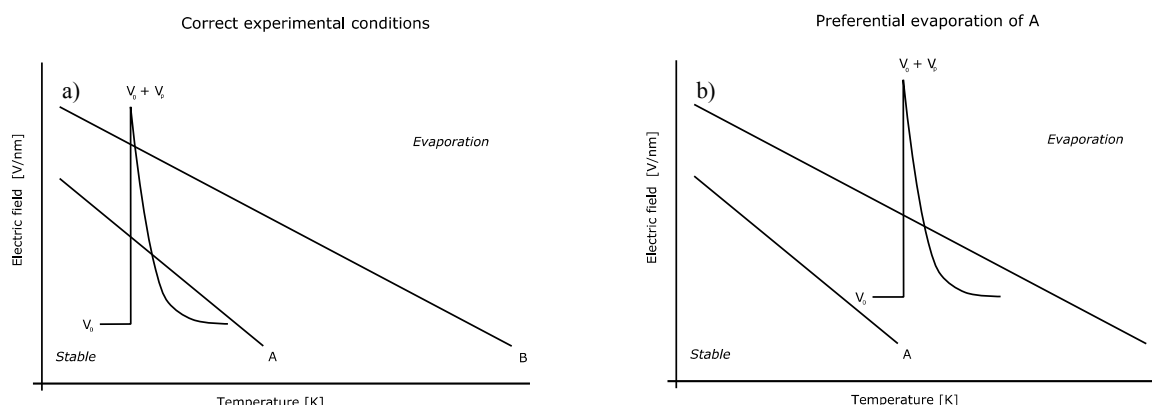 Correct experimental conditions
a)
V₀ + Vₚ
Evaporation
Electric field [V/nm]
V₀
Stable
A
B
Temperature [K]
Preferential evaporation of A
b)
V₀ + Vₚ
Evaporation
Electric field [V/nm]
V₀
Stable
A
Temperature [K]